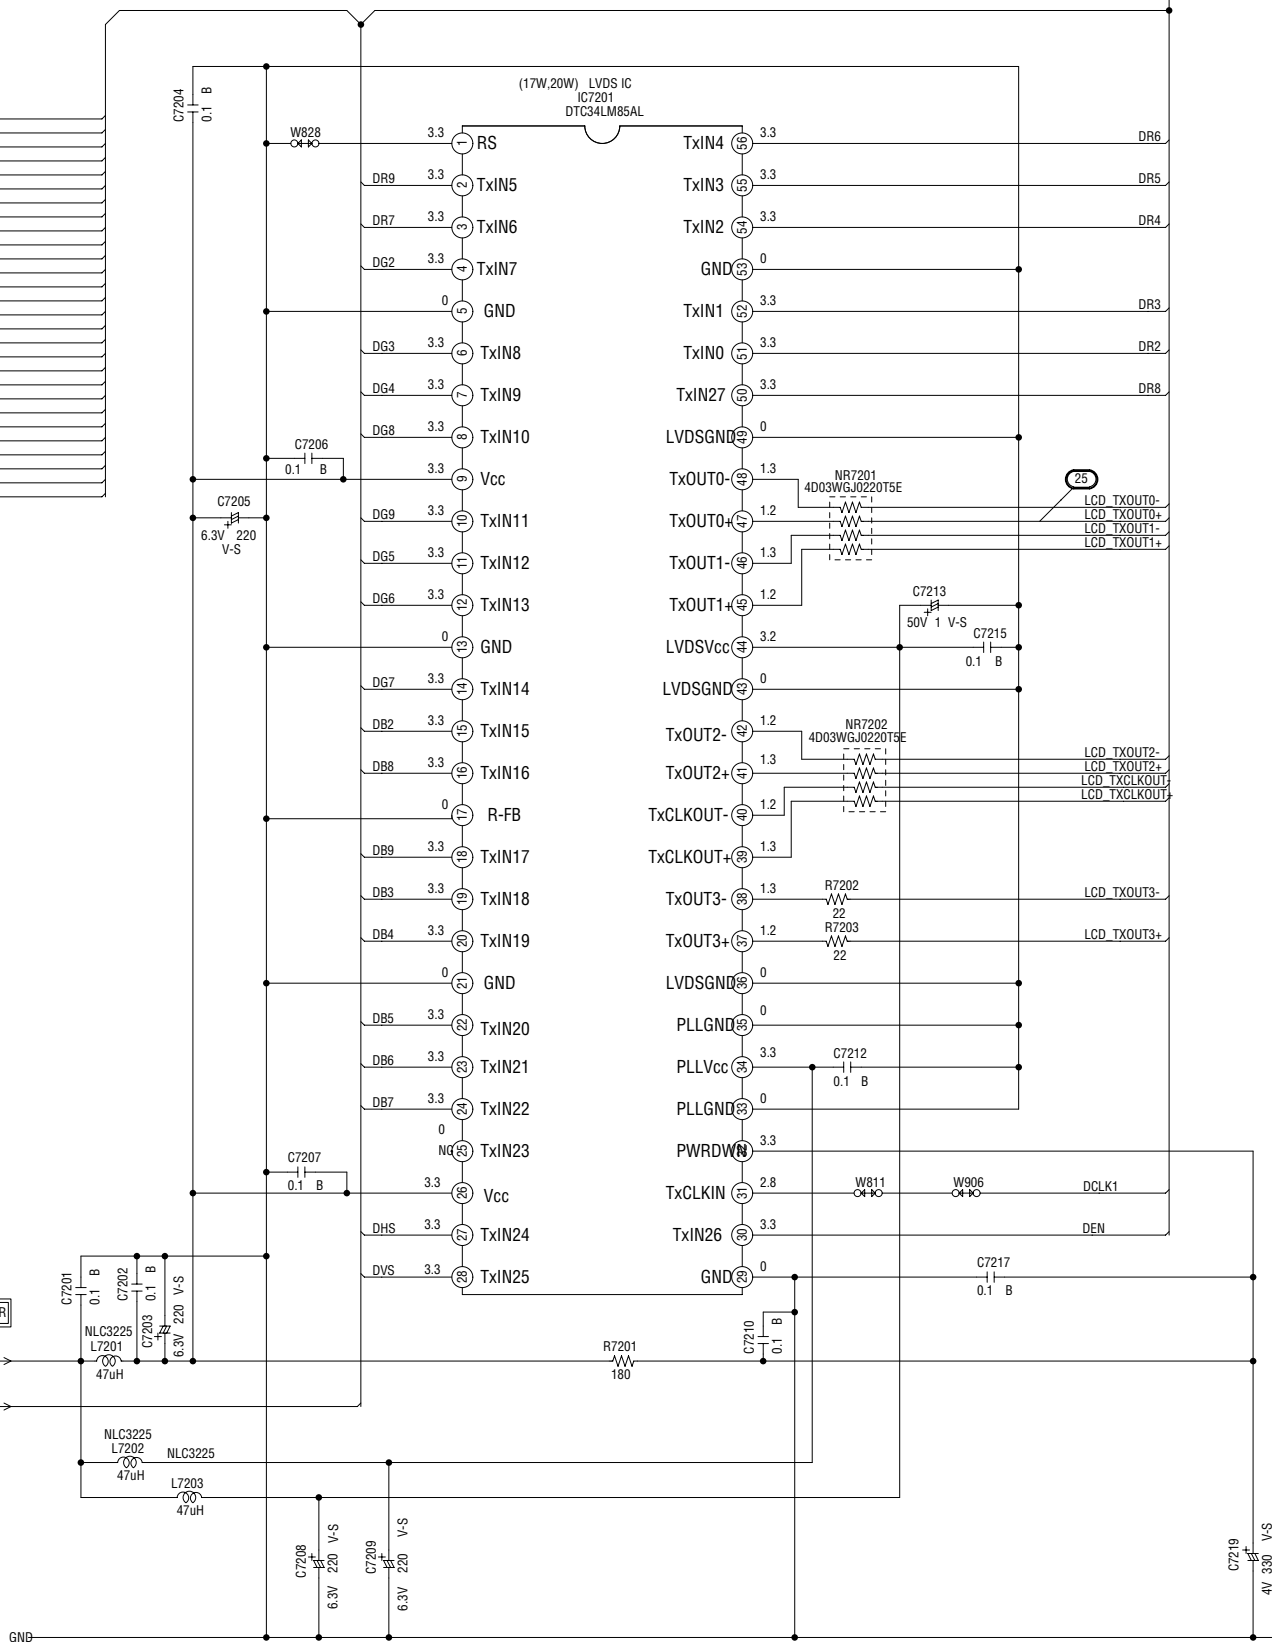 (17W,20W) LVDS IC
IC7201
DTC34LM85AL
C7204
0.1 B
W828
3.3 1 RS
TxIN4 56 3.3 DR6
DR9 3.3 2 TxIN5
TxIN3 55 3.3 DR5
DR7 3.3 3 TxIN6
TxIN2 54 3.3 DR4
DG2 3.3 4 TxIN7
GND 53 0
0 5 GND
TxIN1 52 3.3 DR3
DG3 3.3 6 TxIN8
TxIN0 51 3.3 DR2
DG4 3.3 7 TxIN9
TxIN27 50 3.3 DR8
DG8 3.3 8 TxIN10
LVDSGND 49 0
C7206
0.1 B
3.3 9 Vcc
TxOUT0- 48 1.3
NR7201
4D03WGJ0220T5E
25
LCD_TXOUT0-
LCD_TXOUT0+
LCD_TXOUT1-
LCD_TXOUT1+
C7205
6.3V 220
V-S
DG9 3.3 10 TxIN11
TxOUT0+ 47 1.2
DG5 3.3 11 TxIN12
TxOUT1- 46 1.3
DG6 3.3 12 TxIN13
TxOUT1+ 45 1.2
C7213
50V 1 V-S
0 13 GND
LVDSVcc 44 3.2
C7215
0.1 B
DG7 3.3 14 TxIN14
LVDSGND 43 0
DB2 3.3 15 TxIN15
TxOUT2- 42 1.2
NR7202
4D03WGJ0220T5E
LCD_TXOUT2-
LCD_TXOUT2+
LCD_TXCLKOUT-
LCD_TXCLKOUT+
DB8 3.3 16 TxIN16
TxOUT2+ 41 1.3
0 17 R-FB
TxCLKOUT- 40 1.2
DB9 3.3 18 TxIN17
TxCLKOUT+ 39 1.3
DB3 3.3 19 TxIN18
TxOUT3- 38 1.3
R7202
22
LCD_TXOUT3-
DB4 3.3 20 TxIN19
TxOUT3+ 37 1.2
R7203
22
LCD_TXOUT3+
0 21 GND
LVDSGND 36 0
DB5 3.3 22 TxIN20
PLLGND 35 0
DB6 3.3 23 TxIN21
PLLVcc 34 3.3
C7212
0.1 B
DB7 3.3 24 TxIN22
PLLGND 33 0
0
NC 25 TxIN23
PWRDWN 32 3.3
C7207
0.1 B
3.3 26 Vcc
TxCLKIN 31 2.8
W811
W906
DCLK1
DHS 3.3 27 TxIN24
TxIN26 30 3.3 DEN
DVS 3.3 28 TxIN25
GND 29 0
C7217
0.1 B
C7201
0.1 B
C7202
0.1 B
C7203
6.3V 220 V-S
R
NLC3225
L7201
47uH
R7201
180
C7210
0.1 B
NLC3225
L7202
47uH
NLC3225
L7203
47uH
C7208
6.3V 220 V-S
C7209
6.3V 220 V-S
C7219
4V 330 V-S
GND